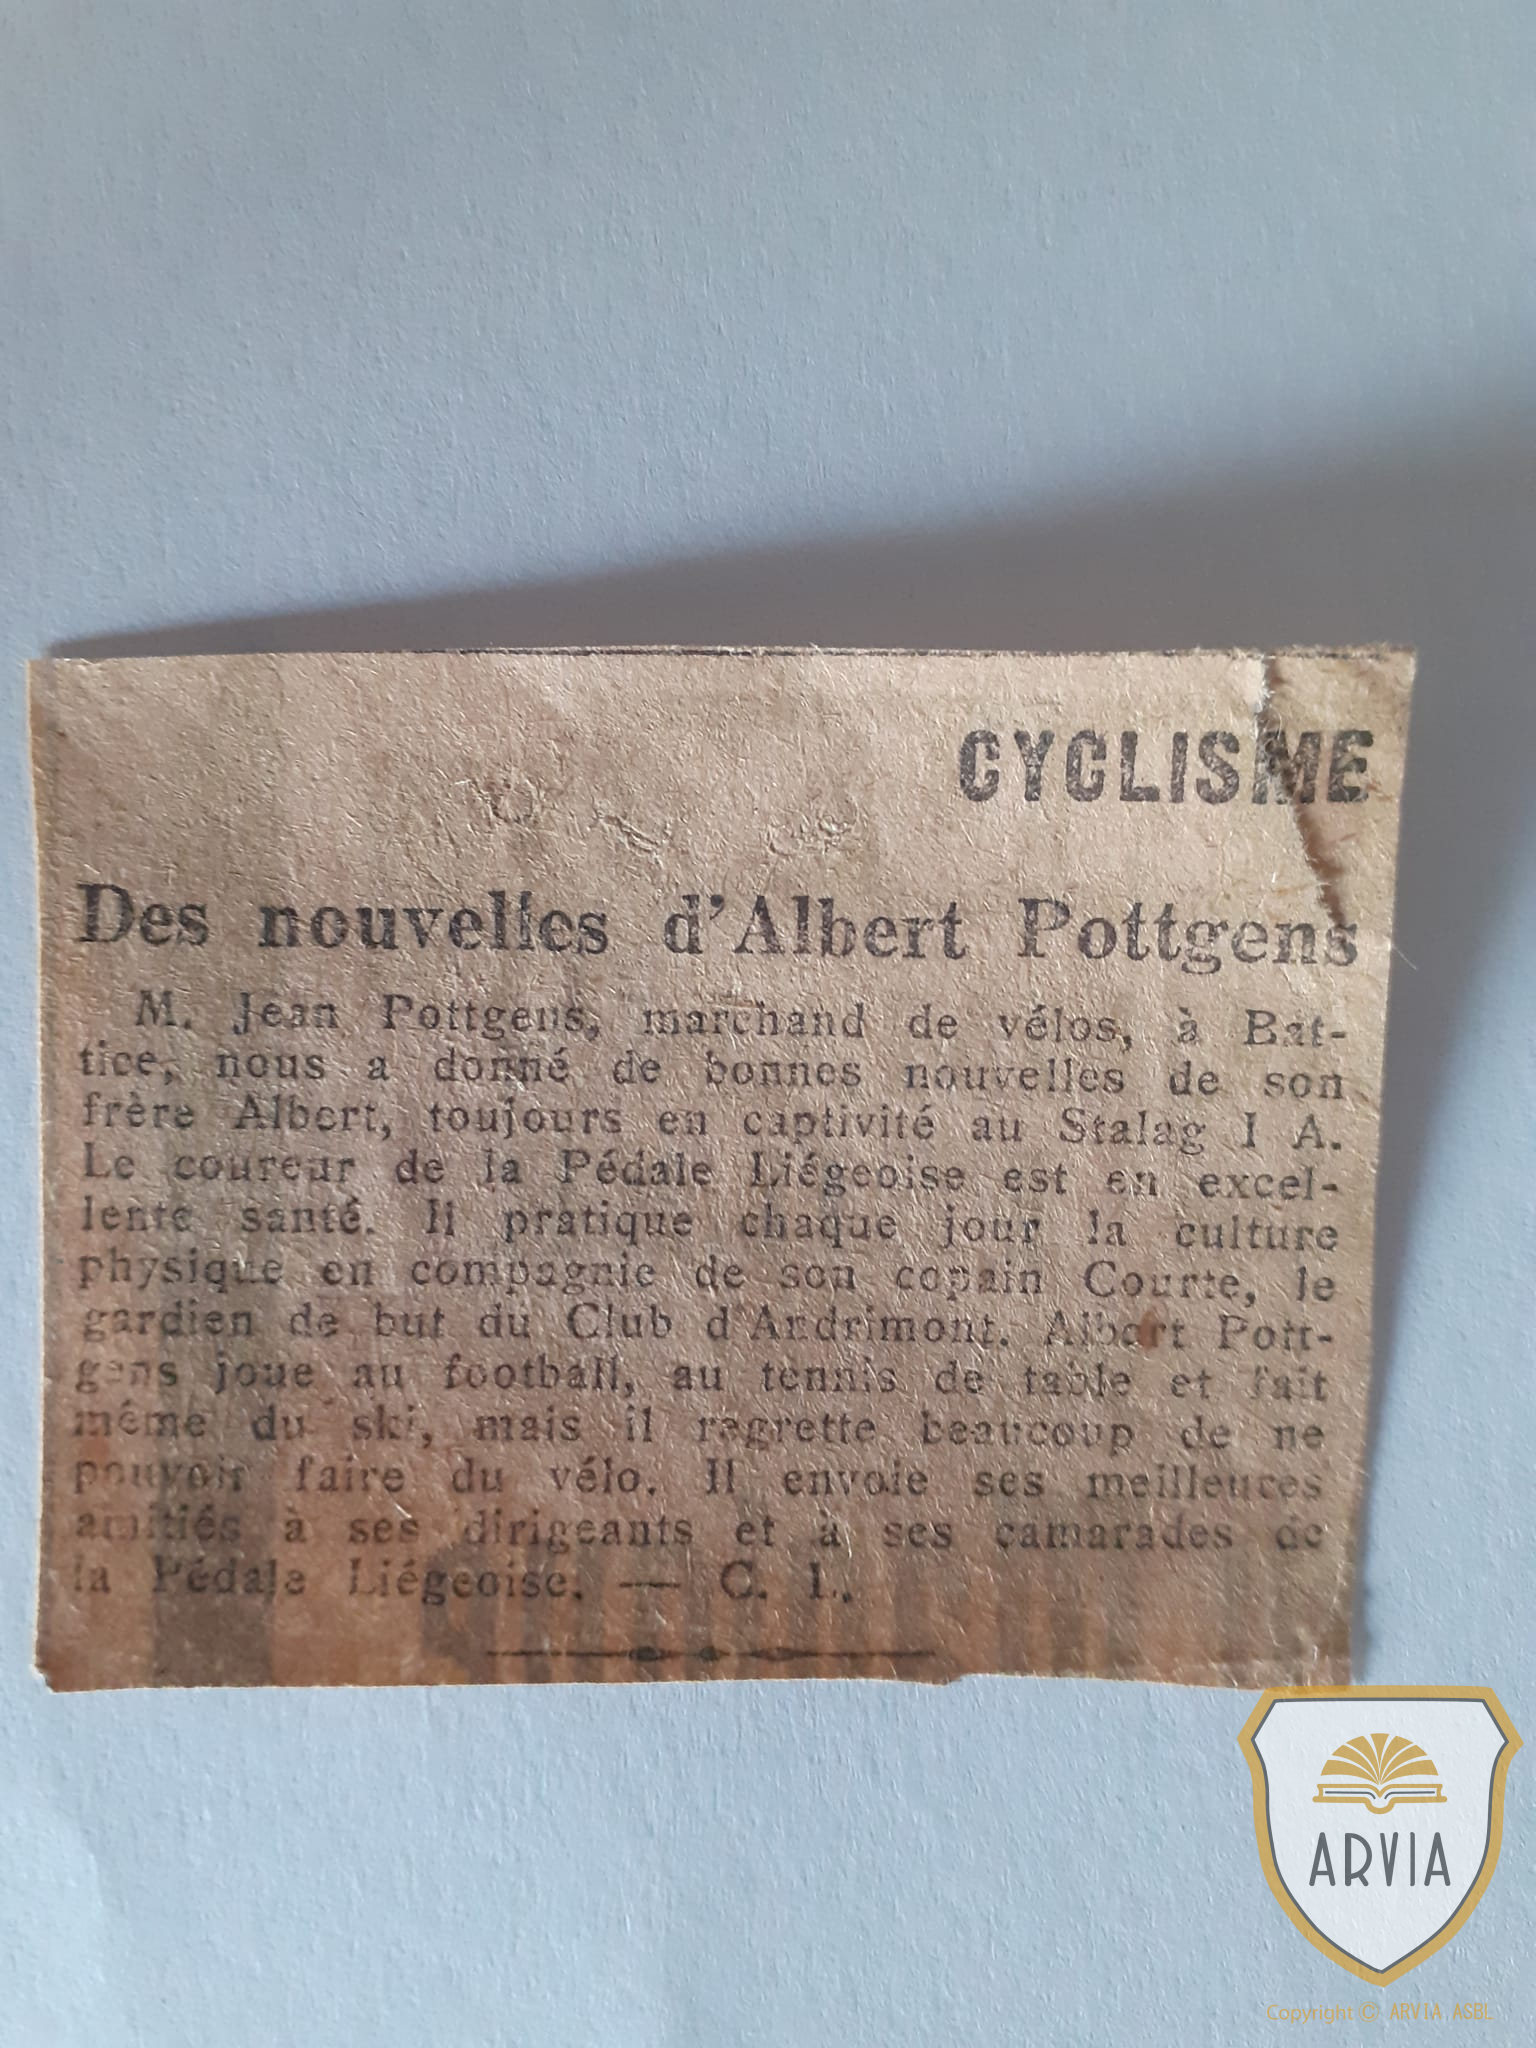 CYCLISME
Des nouvelles d'Albert Pottgens
M. Jean Pottgens, marchand de vélos, à Bat-
tice, nous a donné de bonnes nouvelles de son
frère Albert, toujours en captivité au Stalag I A.
Le coureur de la Pédale Liégeoise est en excel-
lente santé. Il pratique chaque jour la culture
physique en compagnie de son copain Courte, le
gardien de but du Club d'Andrimont. Albert Pott-
gens joue au football, au tennis de table et fait
même du ski, mais il regrette beaucoup de ne
pouvoir faire du vélo. Il envoie ses meilleures
amitiés à ses dirigeants et à ses camarades de
la Pédale Liégeoise. — C. L.
ARVIA
Copyright © ARVIA ASBL